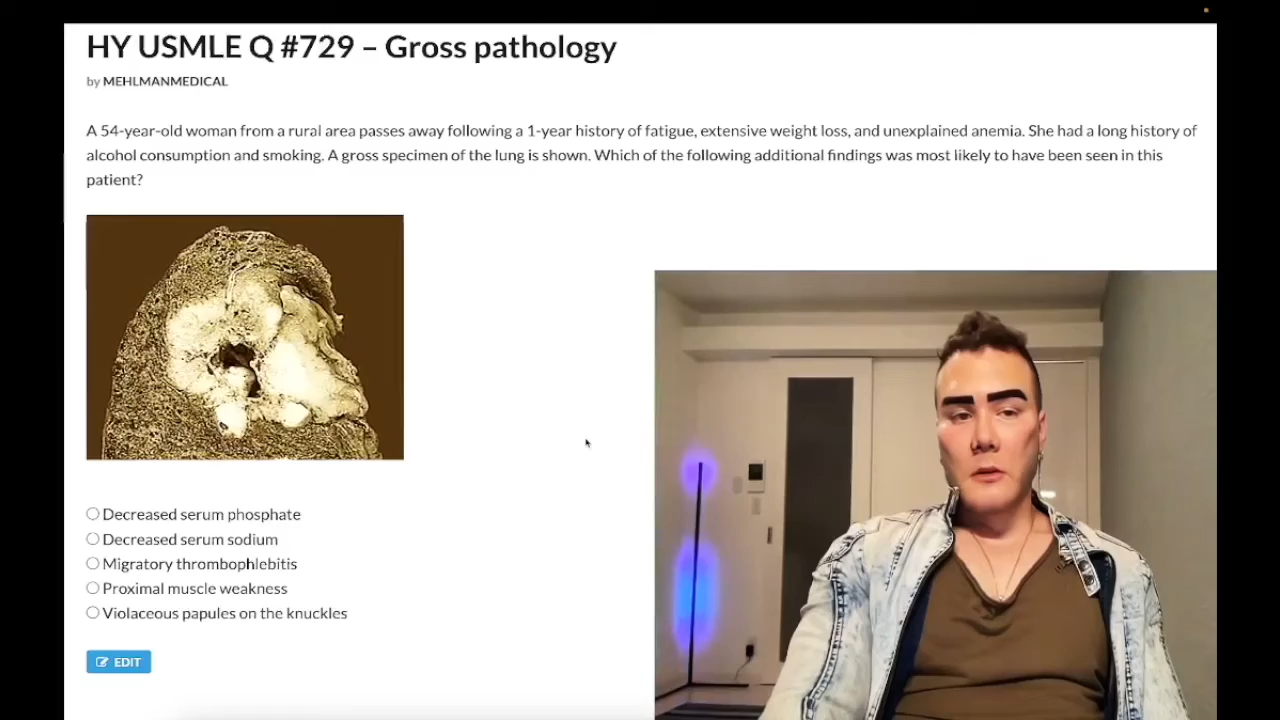 HY USMLE Q #729 – Gross pathology
by MEHLMANMEDICAL
A 54-year-old woman from a rural area passes away following a 1-year history of fatigue, extensive weight loss, and unexplained anemia. She had a long history of
alcohol consumption and smoking. A gross specimen of the lung is shown. Which of the following additional findings was most likely to have been seen in this
patient?
Decreased serum phosphate
Decreased serum sodium
Migratory thrombophlebitis
Proximal muscle weakness
Violaceous papules on the knuckles
EDIT